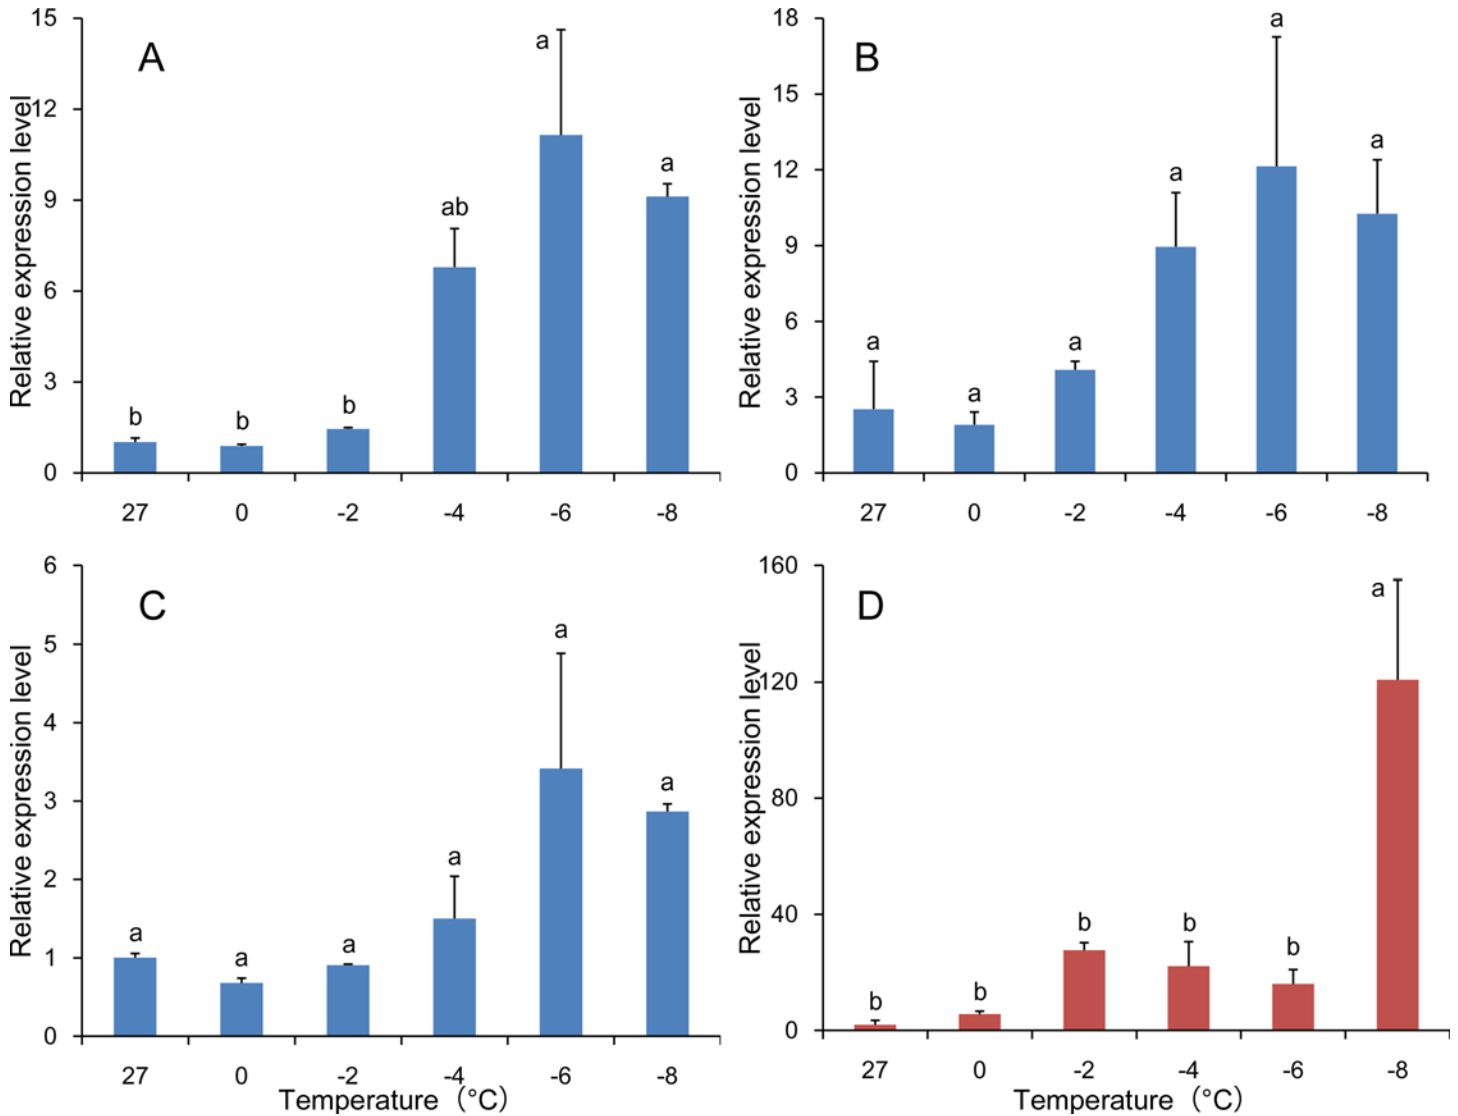 A
Relative expression level
15
12
9
6
3
0
b
b
b
ab
a
a
27 0 -2 -4 -6 -8
B
Relative expression level
18
15
12
9
6
3
0
a
a
a
a
a
a
27 0 -2 -4 -6 -8
C
Relative expression level
6
5
4
3
2
1
0
a
a
a
a
a
a
27 0 -2 -4 -6 -8
Temperature（°C）
D
Relative expression level
160
120
80
40
0
b
b
b
b
b
a
27 0 -2 -4 -6 -8
Temperature（°C）